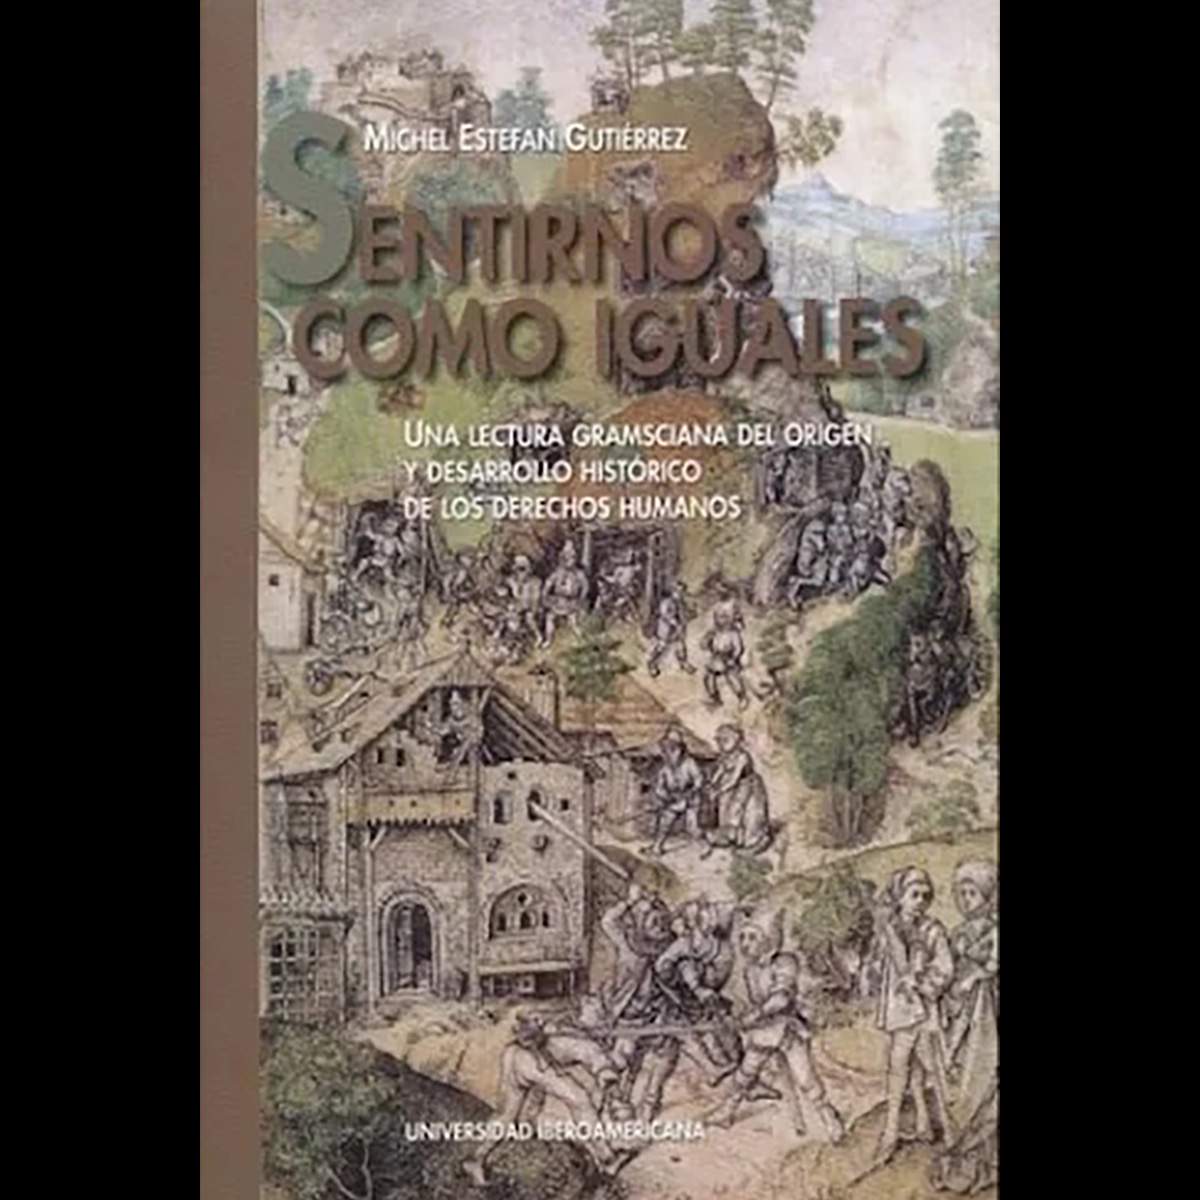 MICHEL ESTEFAN GUTIÉRREZ
SENTIRNOS
COMO IGUALES
UNA LECTURA GRAMSCIANA DEL ORIGEN
Y DESARROLLO HISTÓRICO
DE LOS DERECHOS HUMANOS
UNIVERSIDAD IBEROAMERICANA